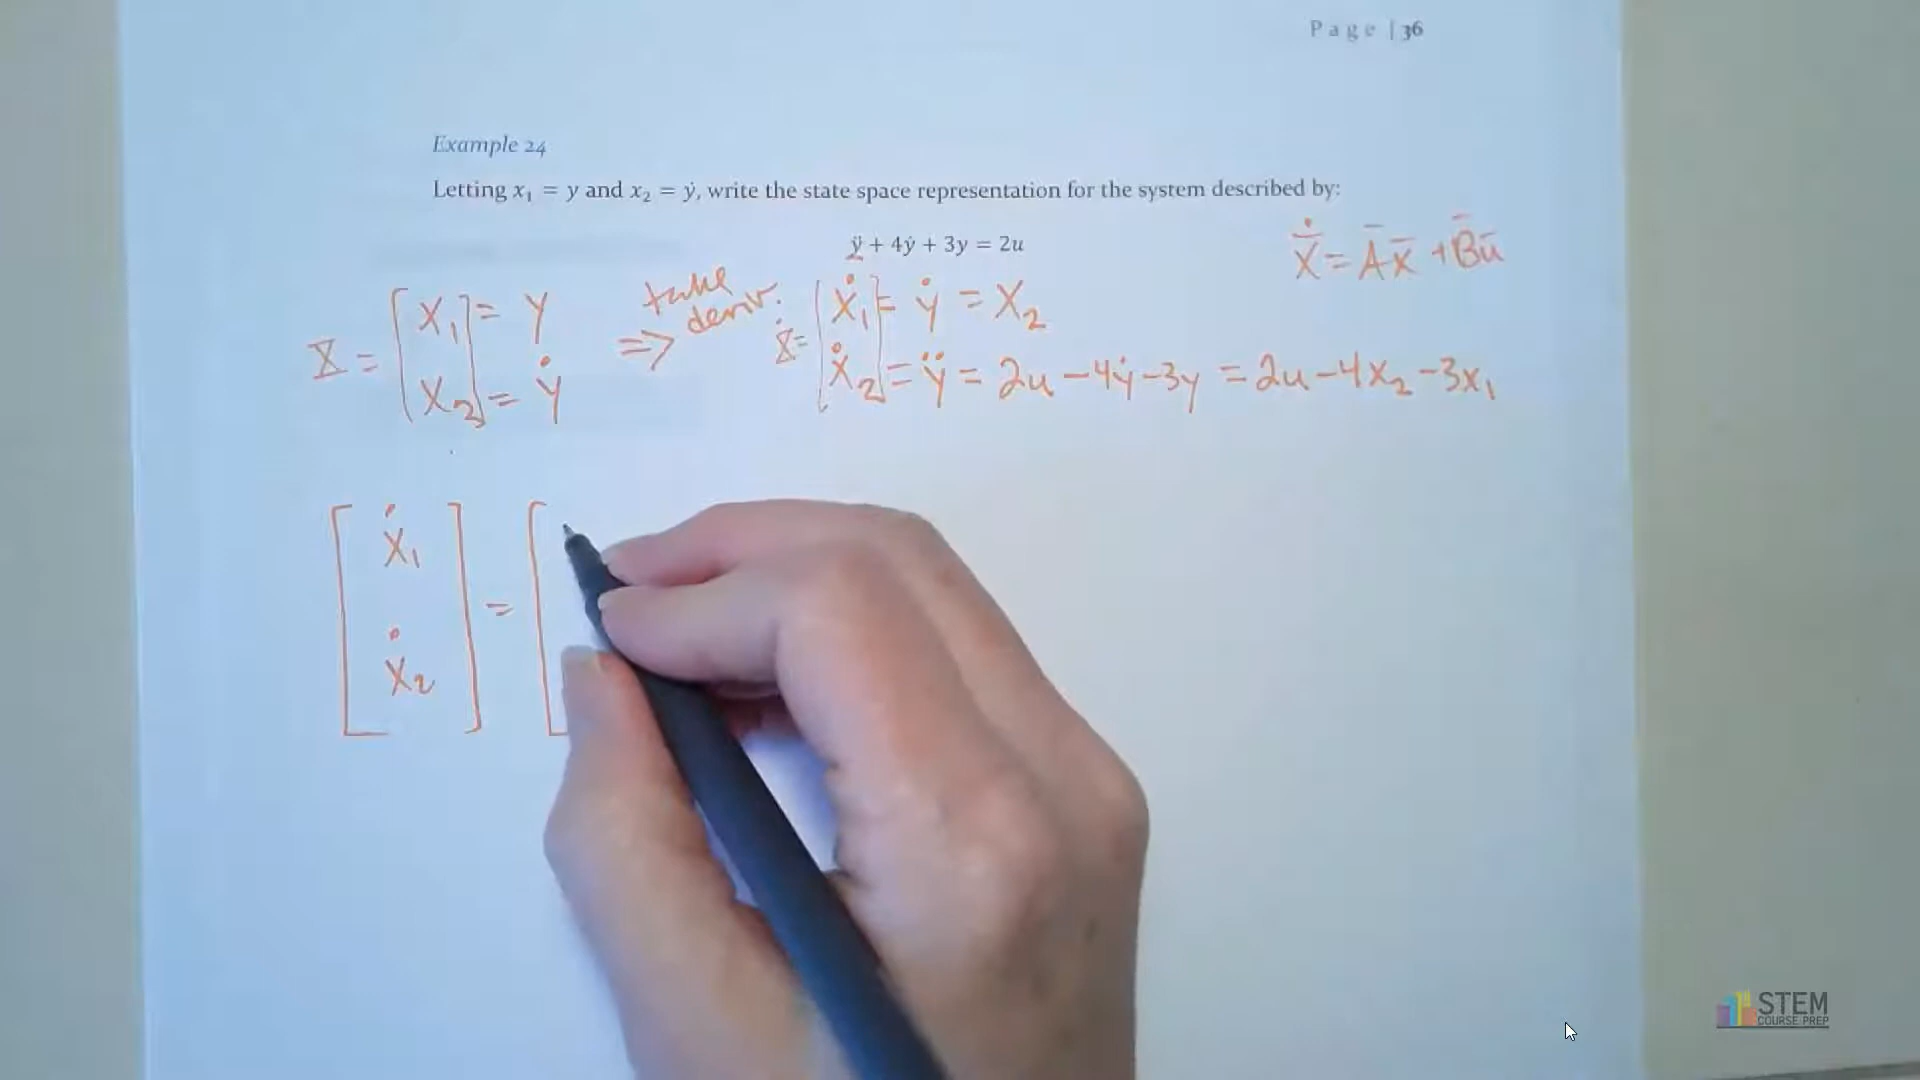 Page | 36
Example 24
Letting x₁ = y and x₂ = ẏ, write the state space representation for the system described by:
ÿ + 4ẏ + 3y = 2u
Ẋ̄ = ĀX̄ + B̄ū
X = [X₁ = Y
X₂] = Ẏ
⇒ take deriv.
Ẋ = [Ẋ₁] = ẏ = X₂
Ẋ₂ = ÿ = 2u - 4ẏ - 3y = 2u - 4x₂ - 3x₁
[Ẋ₁
Ẋ₂] = [
STEM
COURSE PREP